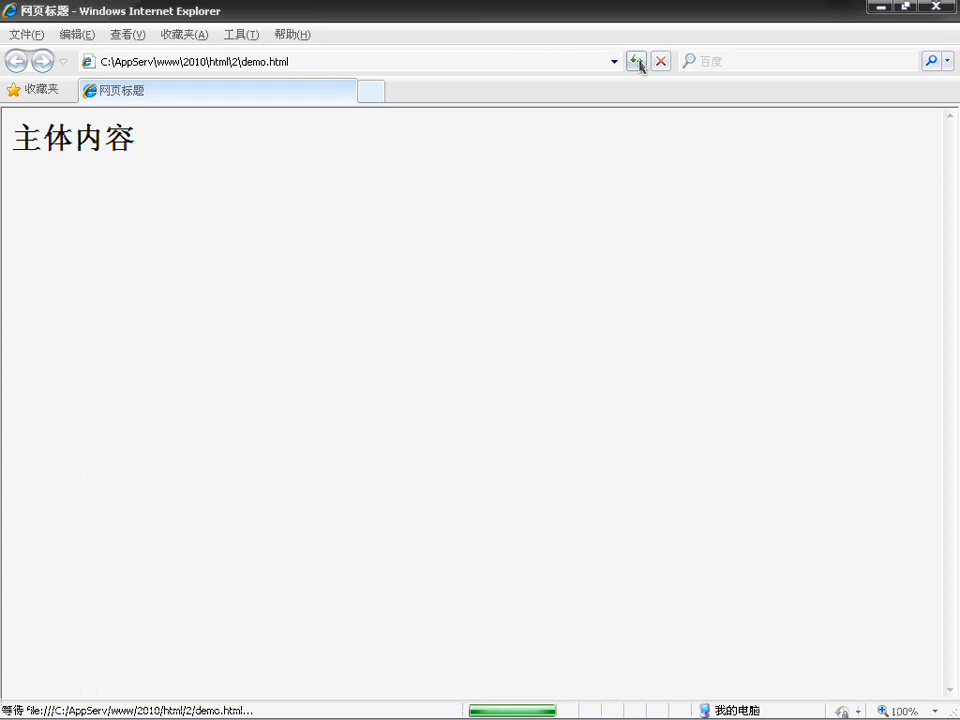 网页标题 - Windows Internet Explorer
文件(F) 编辑(E) 查看(V) 收藏夹(A) 工具(T) 帮助(H)
C:\AppServ\www\2010\html\2\demo.html
百度
收藏夹
网页标题
主体内容
等待 file:///C:/AppServ/www/2010/html/2/demo.html...
我的电脑
100%